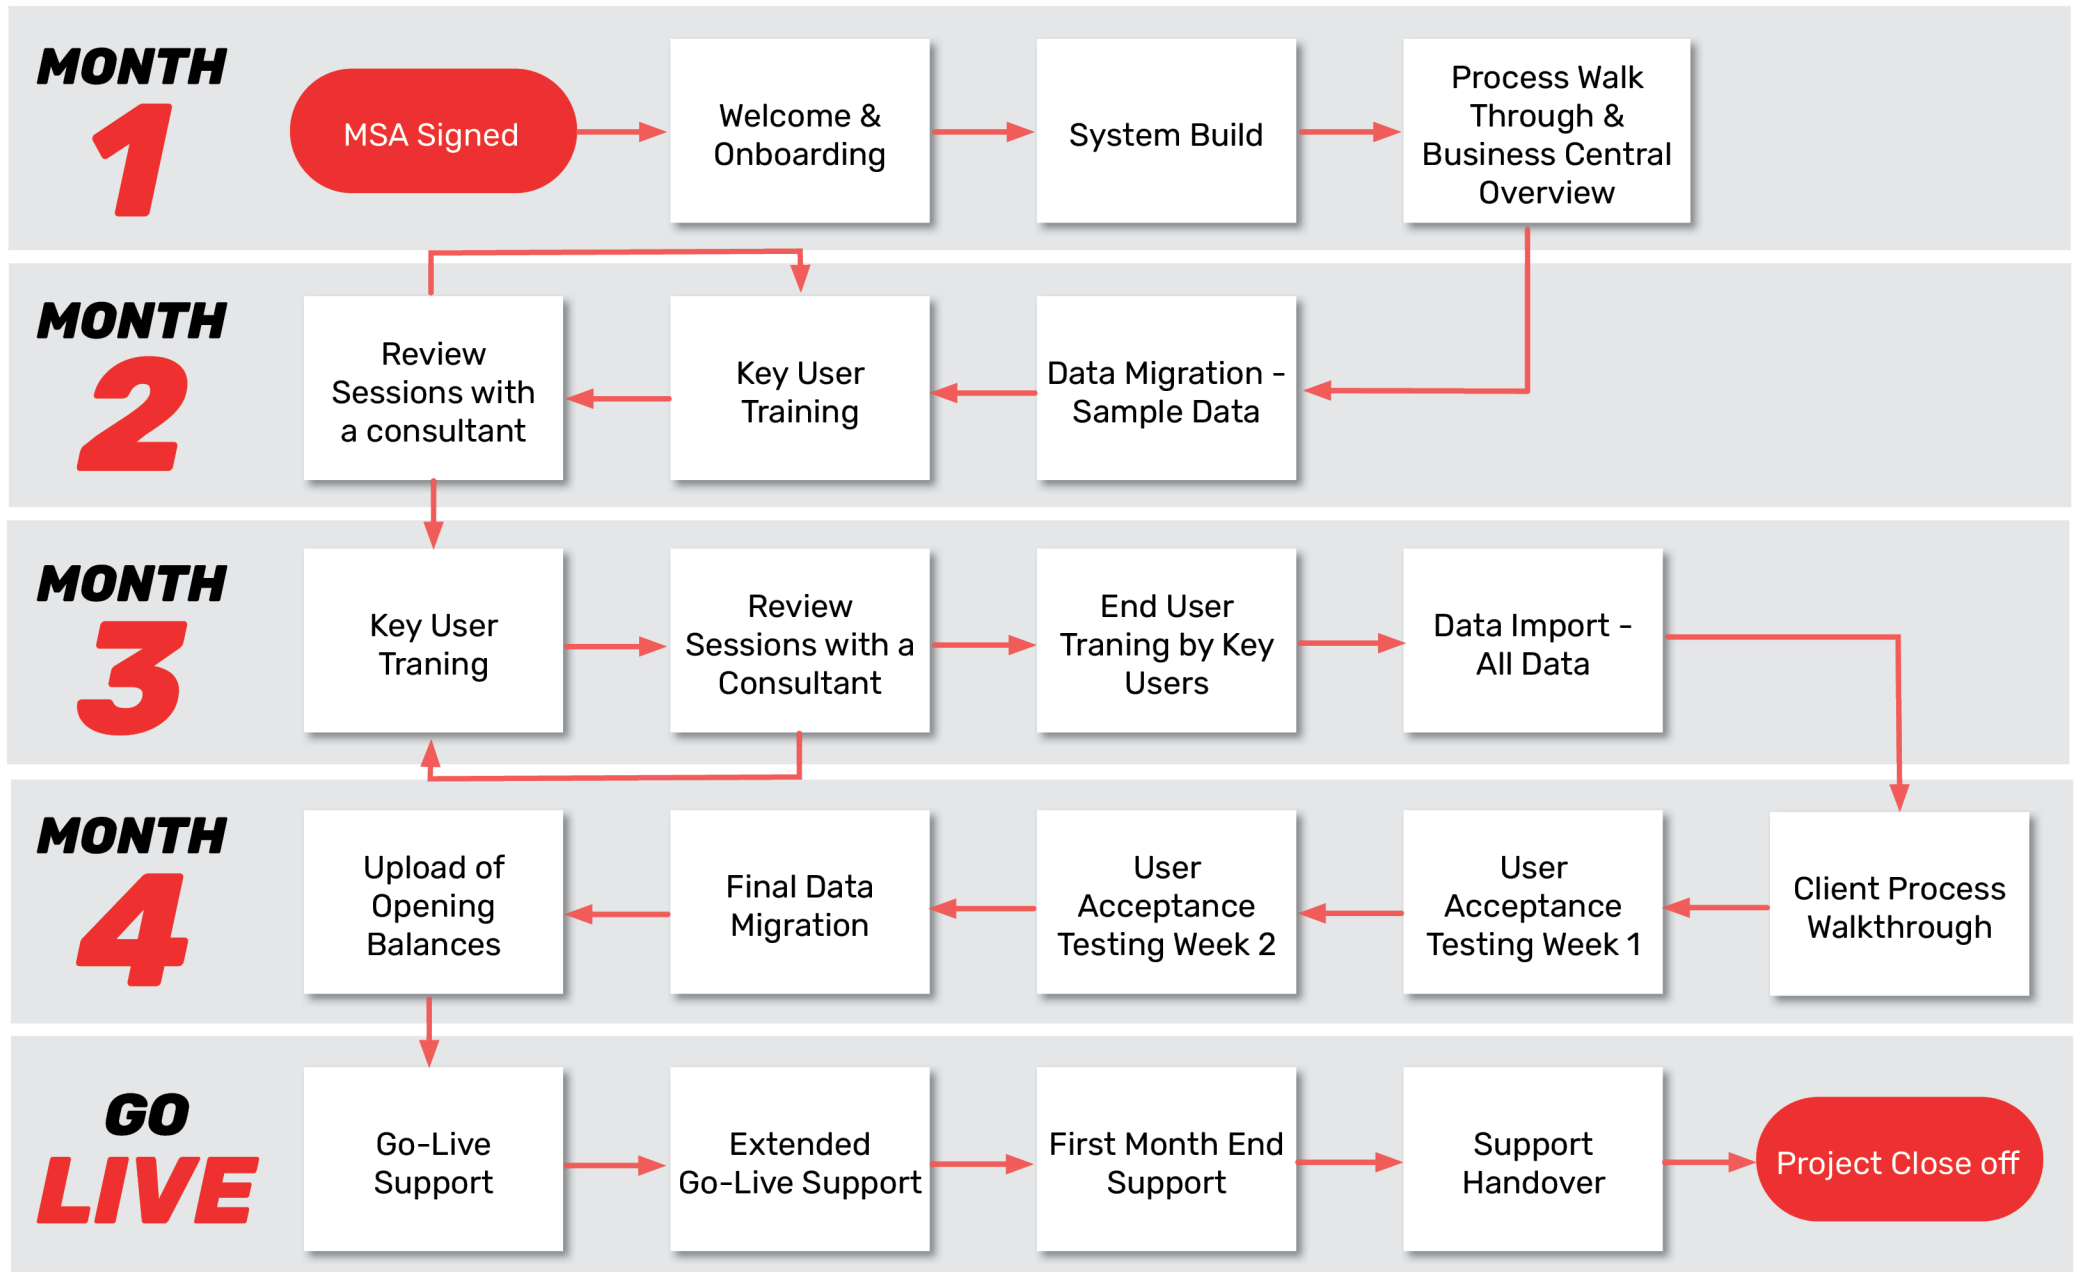 MONTH
1
MSA Signed
Welcome &
Onboarding
System Build
Process Walk
Through &
Business Central
Overview
MONTH
2
Review
Sessions with
a consultant
Key User
Training
Data Migration -
Sample Data
MONTH
3
Key User
Traning
Review
Sessions with a
Consultant
End User
Traning by Key
Users
Data Import -
All Data
MONTH
4
Upload of
Opening
Balances
Final Data
Migration
User
Acceptance
Testing Week 2
User
Acceptance
Testing Week 1
Client Process
Walkthrough
GO
LIVE
Go-Live
Support
Extended
Go-Live Support
First Month End
Support
Support
Handover
Project Close off